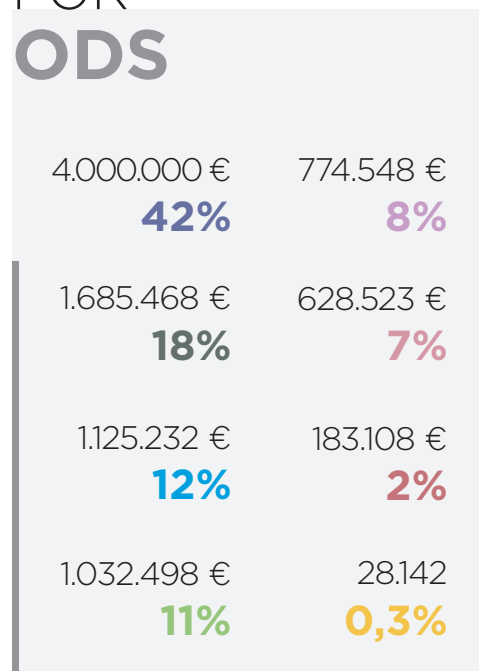 POR
ODS
4.000.000 € 774.548 €
42% 8%
1.685.468 € 628.523 €
18% 7%
1.125.232 € 183.108 €
12% 2%
1.032.498 € 28.142
11% 0,3%